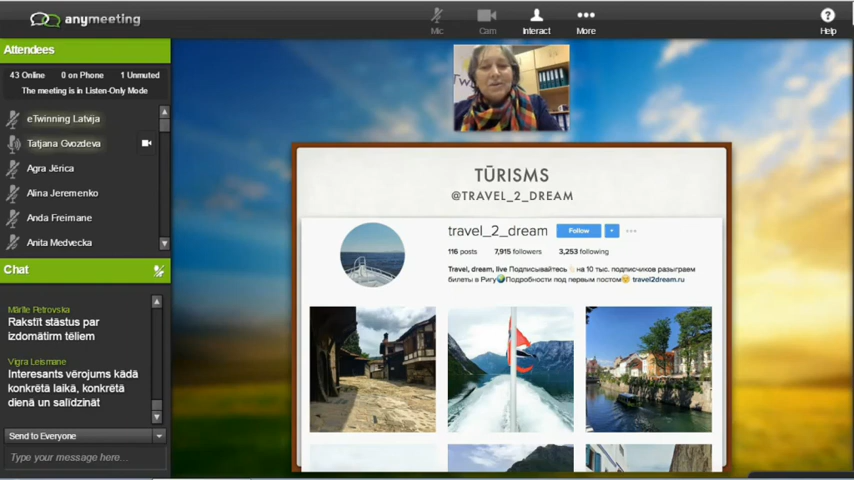 anymeeting
Mic
Cam
Interact
More
Help
Attendees
43 Online 0 on Phone 1 Unmuted
The meeting is in Listen-Only Mode
eTwinning Latvija
Tatjana Gvozdeva
Agra Jērica
Alina Jeremenko
Anda Freimane
Anita Medvecka
Chat
Mārīte Petrovska
Rakstīt stāstus par
izdomātirm tēliem
Vigra Leismane
Interesants vērojums kādā
konkrētā laikā, konkrētā
dienā un salīdzināt
Send to Everyone
Type your message here...
TŪRISMS
@TRAVEL_2_DREAM
travel_2_dream Follow
116 posts 7,915 followers 3,253 following
Travel, dream, live Подписывайтесь на 10 тыс. подписчиков разыграем
билеты в Ригу Подробности под первым постом travel2dream.ru